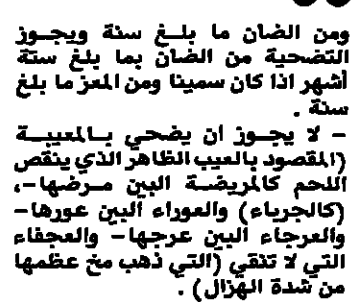 ومن الضان ما بلغ سنة ويجوز
التضحية من الضان بما بلغ ستة
أشهر اذا كان سمينا ومن المعز ما بلغ
سنة .
– لا يجوز ان يضحي بالمعيبة
(المقصود بالعيب الظاهر الذي ينقص
اللحم كالمريضة البين مرضها–،
(كالجرباء) والعوراء البين عورها–
والعرجاء البين عرجها– والعجفاء
التي لا تنقي (التي ذهب مخ عظمها
من شدة الهزال) .